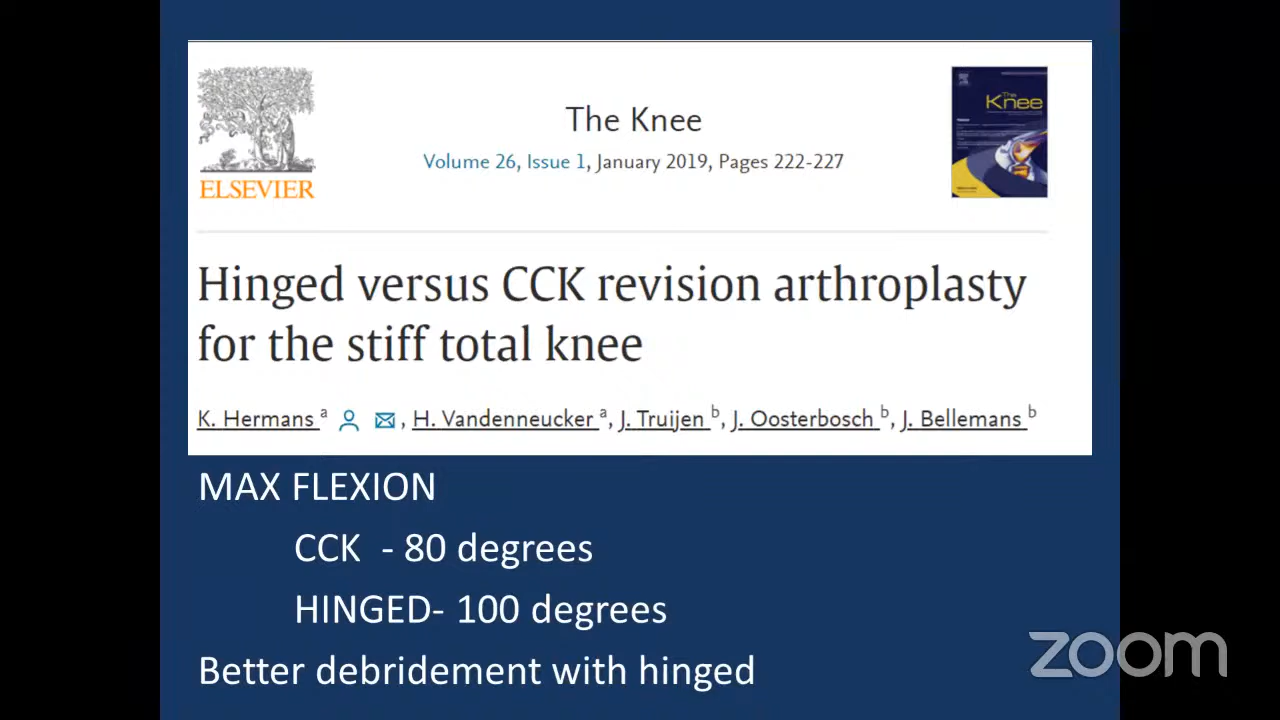 ELSEVIER
The Knee
Volume 26, Issue 1, January 2019, Pages 222-227
The
Knee
Hinged versus CCK revision arthroplasty
for the stiff total knee
K. Hermans a , H. Vandenneucker a, J. Truijen b, J. Oosterbosch b, J. Bellemans b
MAX FLEXION
CCK - 80 degrees
HINGED- 100 degrees
Better debridement with hinged
zoom